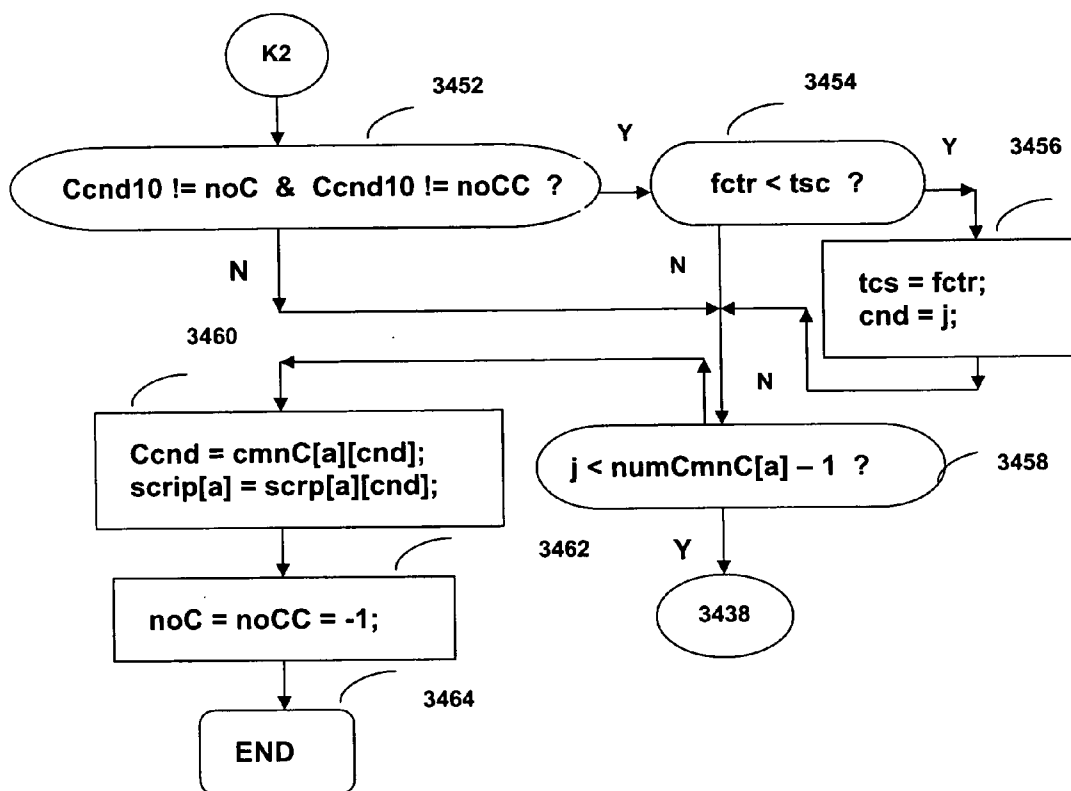 K2
3452
3454
Ccnd10 != noC & Ccnd10 != noCC ?
Y
fctr < tsc ?
Y
3456
N
N
tcs = fctr;
cnd = j;
3460
N
Ccnd = cmnC[a][cnd];
scrip[a] = scrp[a][cnd];
j < numCmnC[a] – 1 ?
3458
3462
Y
noC = noCC = -1;
3438
3464
END